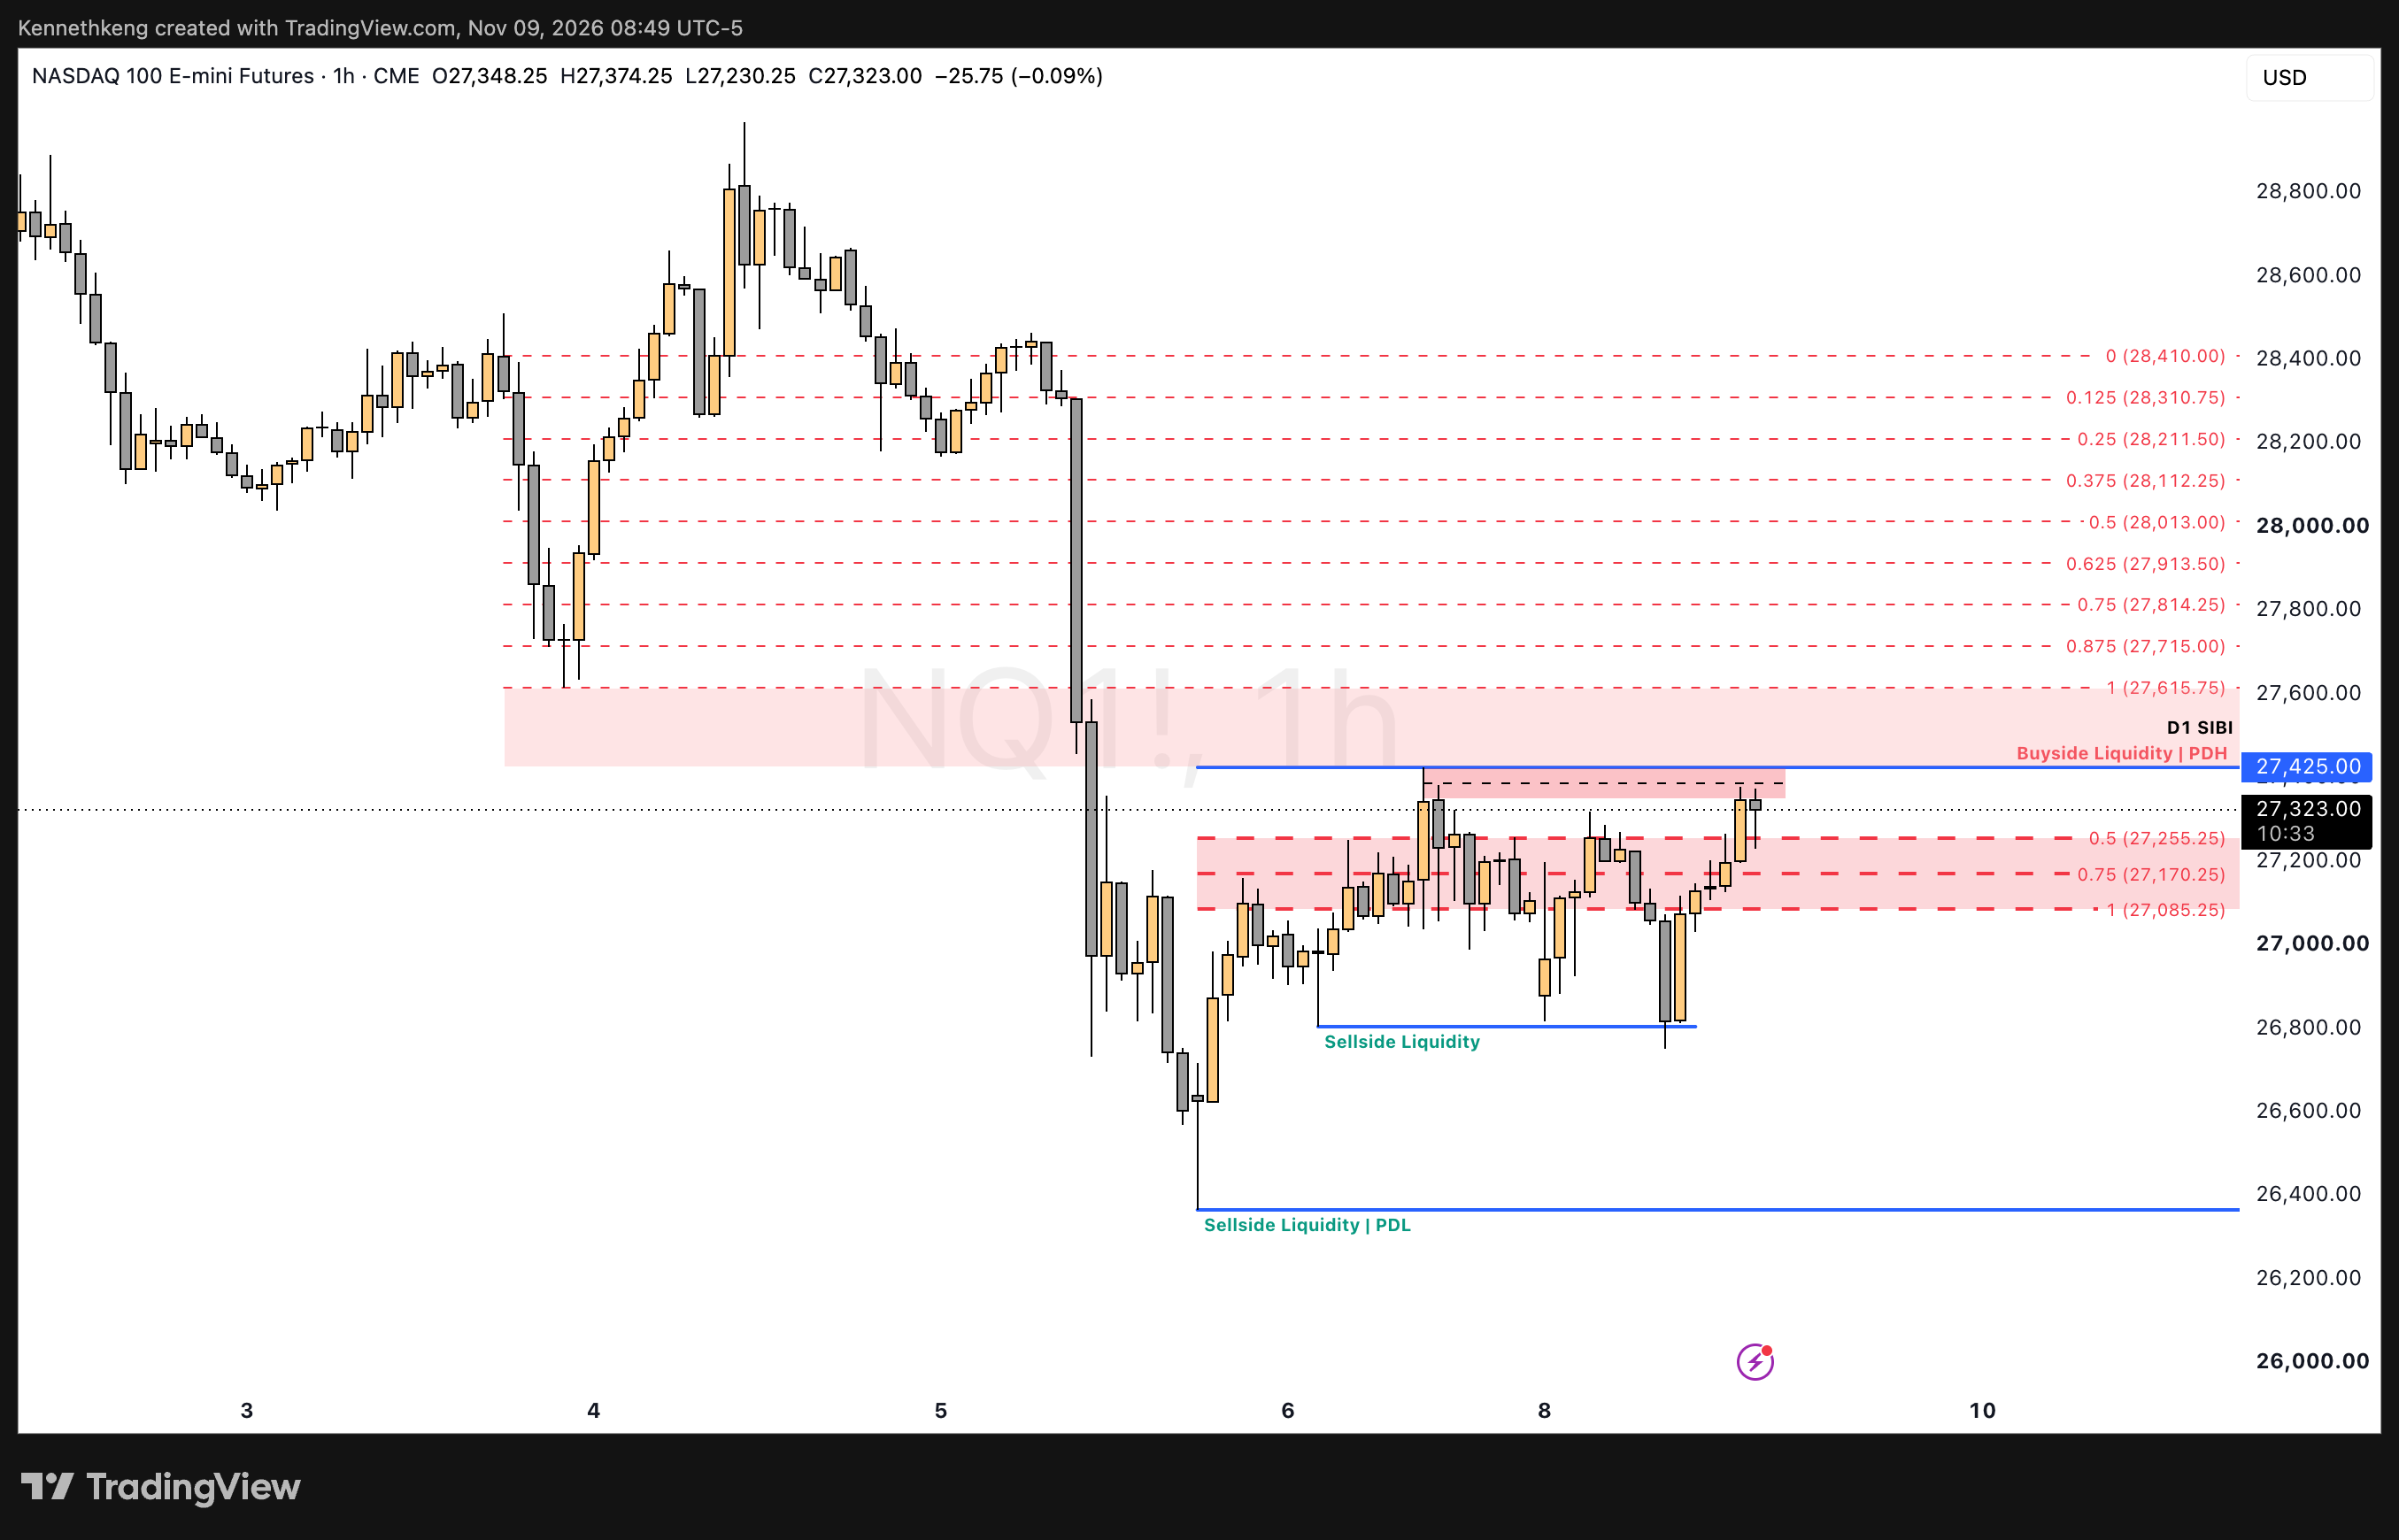 Kennethkeng created with TradingView.com, Nov 09, 2026 08:49 UTC-5
NASDAQ 100 E-mini Futures · 1h · CME O27,348.25 H27,374.25 L27,230.25 C27,323.00 −25.75 (−0.09%)
USD
28,800.00
28,600.00
0 (28,410.00)
28,400.00
0.125 (28,310.75)
0.25 (28,211.50)
28,200.00
0.375 (28,112.25)
0.5 (28,013.00)
28,000.00
0.625 (27,913.50)
0.75 (27,814.25)
27,800.00
0.875 (27,715.00)
NQ1!, 1h
1 (27,615.75)
27,600.00
D1 SIBI
Buyside Liquidity | PDH
27,425.00
27,323.00
10:33
0.5 (27,255.25)
27,200.00
0.75 (27,170.25)
1 (27,085.25)
27,000.00
26,800.00
Sellside Liquidity
26,600.00
26,400.00
Sellside Liquidity | PDL
26,200.00
26,000.00
3 4 5 6 8 10
TradingView